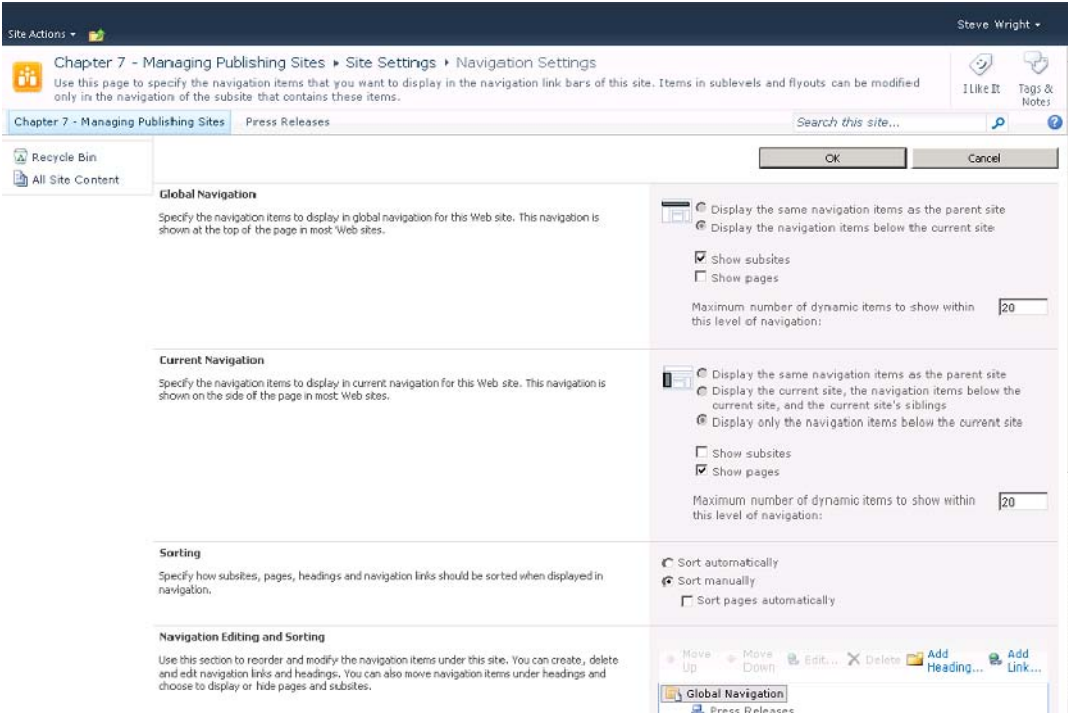 Steve Wright
Site Actions
Chapter 7 - Managing Publishing Sites ▸ Site Settings ▸ Navigation Settings
Use this page to specify the navigation items that you want to display in the navigation link bars of this site. Items in sublevels and flyouts can be modified
only in the navigation of the subsite that contains these items.
I Like It
Tags &
Notes
Chapter 7 - Managing Publishing Sites Press Releases Search this site...
Recycle Bin
All Site Content
OK Cancel
Global Navigation
Specify the navigation items to display in global navigation for this Web site. This navigation is
shown at the top of the page in most Web sites.
Display the same navigation items as the parent site
Display the navigation items below the current site
Show subsites
Show pages
Maximum number of dynamic items to show within 20
this level of navigation:
Current Navigation
Specify the navigation items to display in current navigation for this Web site. This navigation is
shown on the side of the page in most Web sites.
Display the same navigation items as the parent site
Display the current site, the navigation items below the
current site, and the current site's siblings
Display only the navigation items below the current site
Show subsites
Show pages
Maximum number of dynamic items to show within 20
this level of navigation:
Sorting
Specify how subsites, pages, headings and navigation links should be sorted when displayed in
navigation.
Sort automatically
Sort manually
Sort pages automatically
Navigation Editing and Sorting
Use this section to reorder and modify the navigation items under this site. You can create, delete
and edit navigation links and headings. You can also move navigation items under headings and
choose to display or hide pages and subsites.
Move
Up
Move
Down
Edit...
Delete
Add
Heading...
Add
Link...
Global Navigation
Press Releases